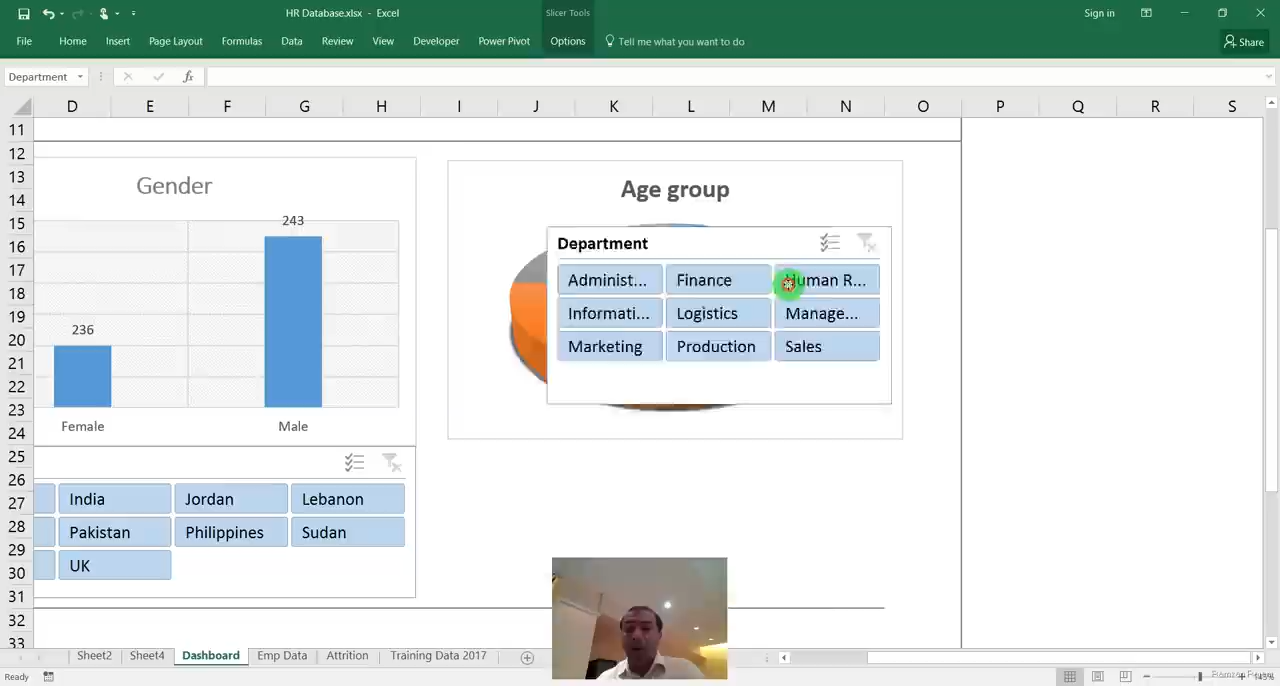 HR Database.xlsx - Excel
Slicer Tools
Sign in
File Home Insert Page Layout Formulas Data Review View Developer Power Pivot Options Tell me what you want to do Share
Department fx
D E F G H I J K L M N O P Q R S
11
12
13
14
15
16
17
18
19
20
21
22
23
24
25
26
27
28
29
30
31
32
33
Gender
243
236
Female Male
Age group
Department
Administ... Finance Human R...
Informati... Logistics Manage...
Marketing Production Sales
India Jordan Lebanon
Pakistan Philippines Sudan
UK
Sheet2 Sheet4 Dashboard Emp Data Attrition Training Data 2017
Ready